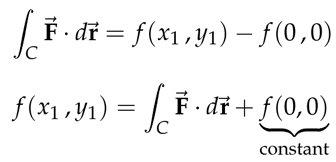 ∫_C F⃗ · dr⃗ = f(x₁, y₁) − f(0, 0)
f(x₁, y₁) = ∫_C F⃗ · dr⃗ + f(0, 0)
constant